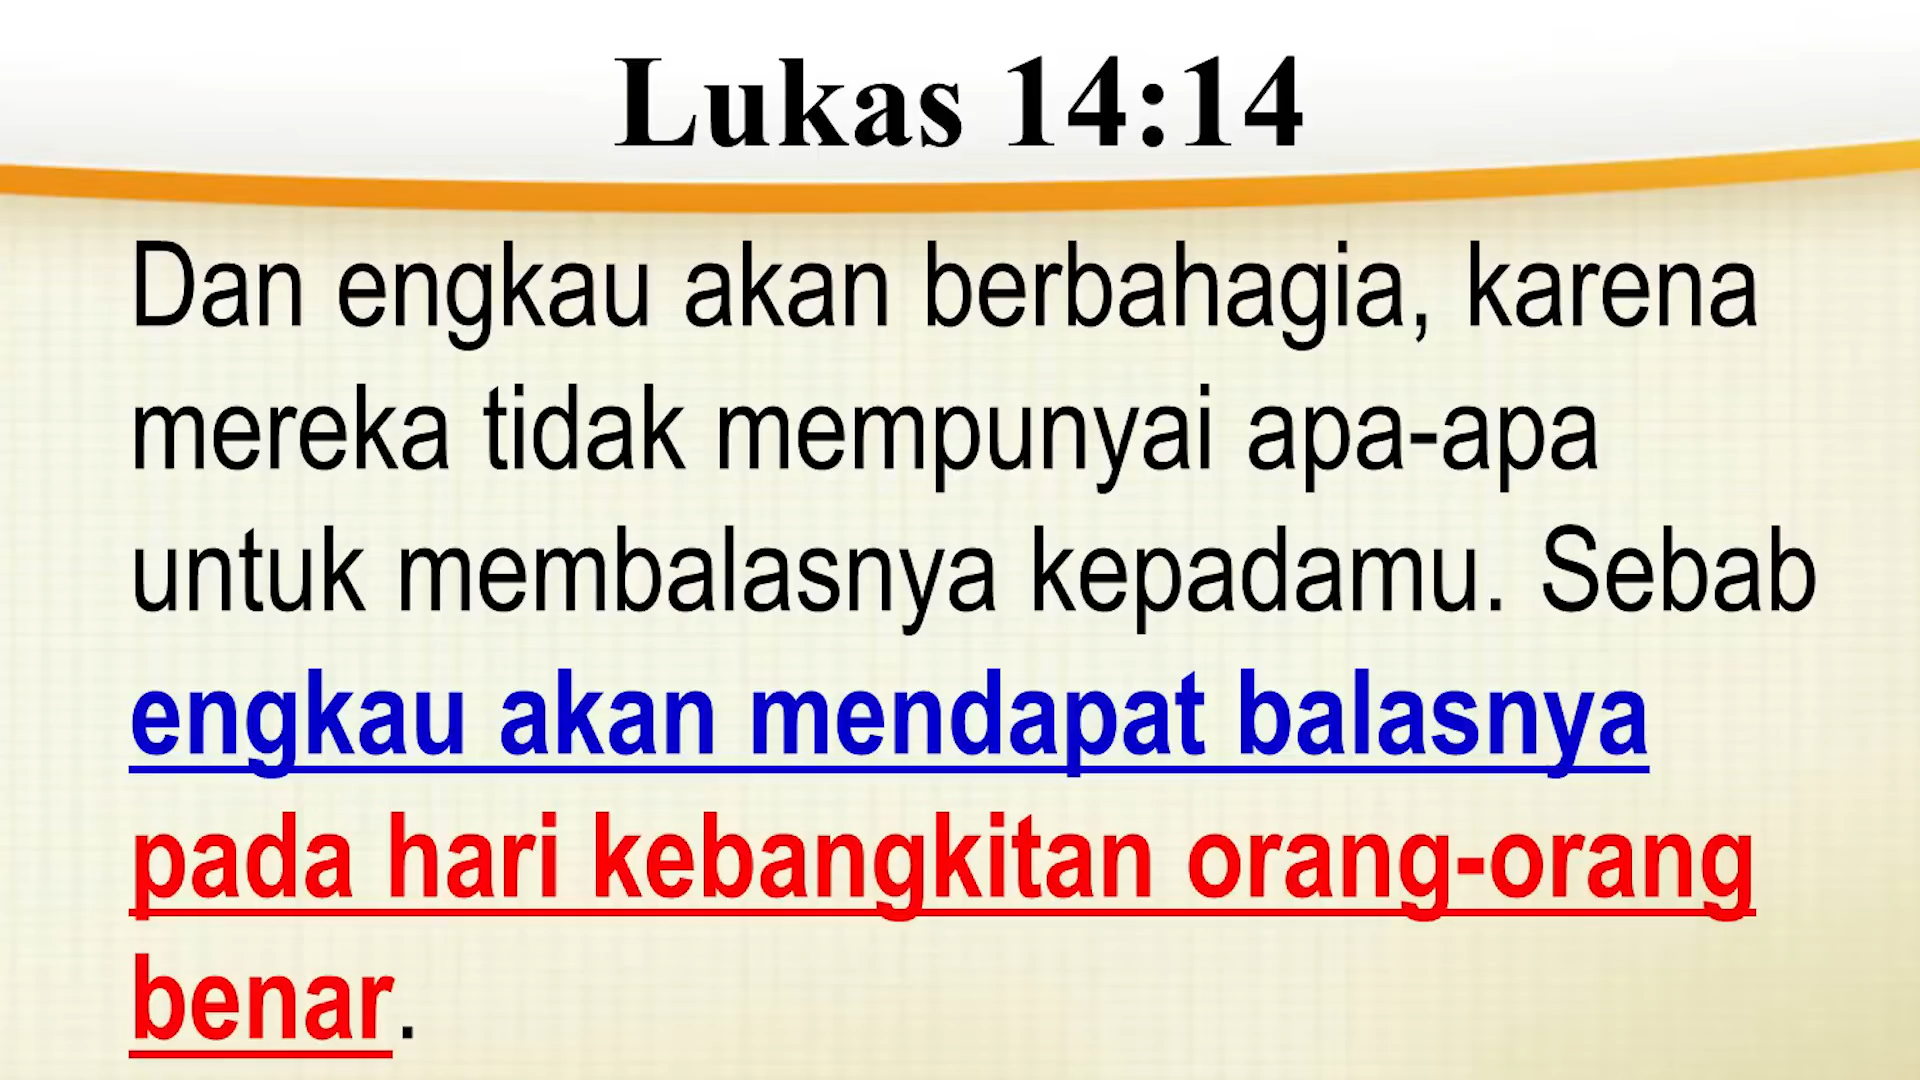 Lukas 14:14
Dan engkau akan berbahagia, karena
mereka tidak mempunyai apa-apa
untuk membalasnya kepadamu. Sebab
engkau akan mendapat balasnya
pada hari kebangkitan orang-orang
benar.